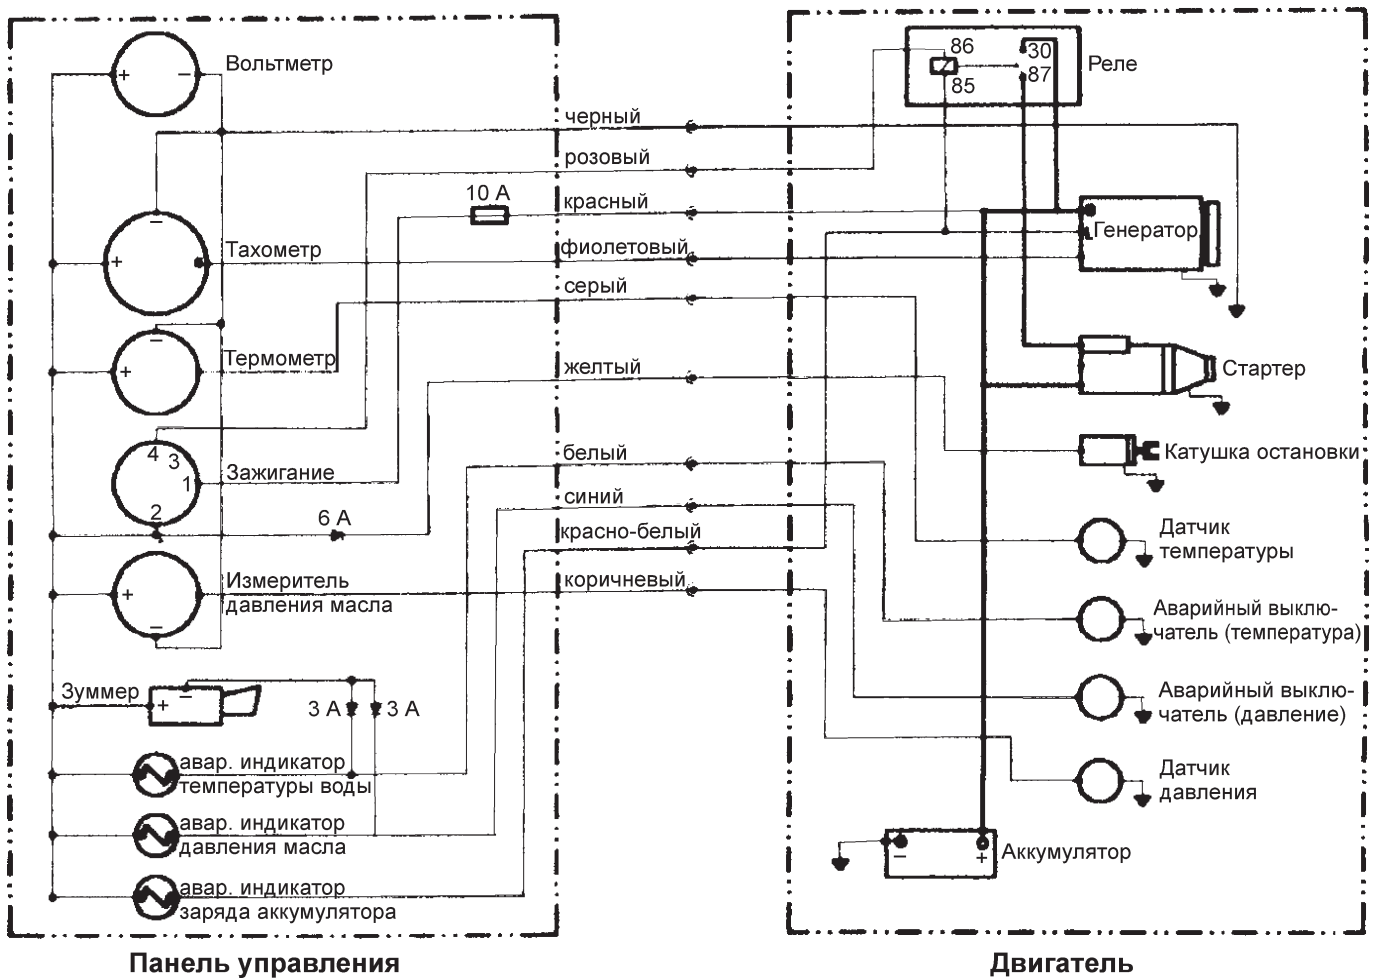 Вольтметр
+
−
черный
розовый
10 А
красный
−
+
Тахометр
фиолетовый
серый
−
+
Термометр
желтый
4
3
1
2
Зажигание
6 А
белый
синий
красно-белый
+
−
Измеритель
давления масла
коричневый
Зуммер
−
+
3 А
3 А
авар. индикатор
температуры воды
авар. индикатор
давления масла
авар. индикатор
заряда аккумулятора
Панель управления
86
30
87
85
Реле
Генератор
Стартер
Катушка остановки
Датчик
температуры
Аварийный выклю-
чатель (температура)
Аварийный выклю-
чатель (давление)
Датчик
давления
−
+
Аккумулятор
Двигатель